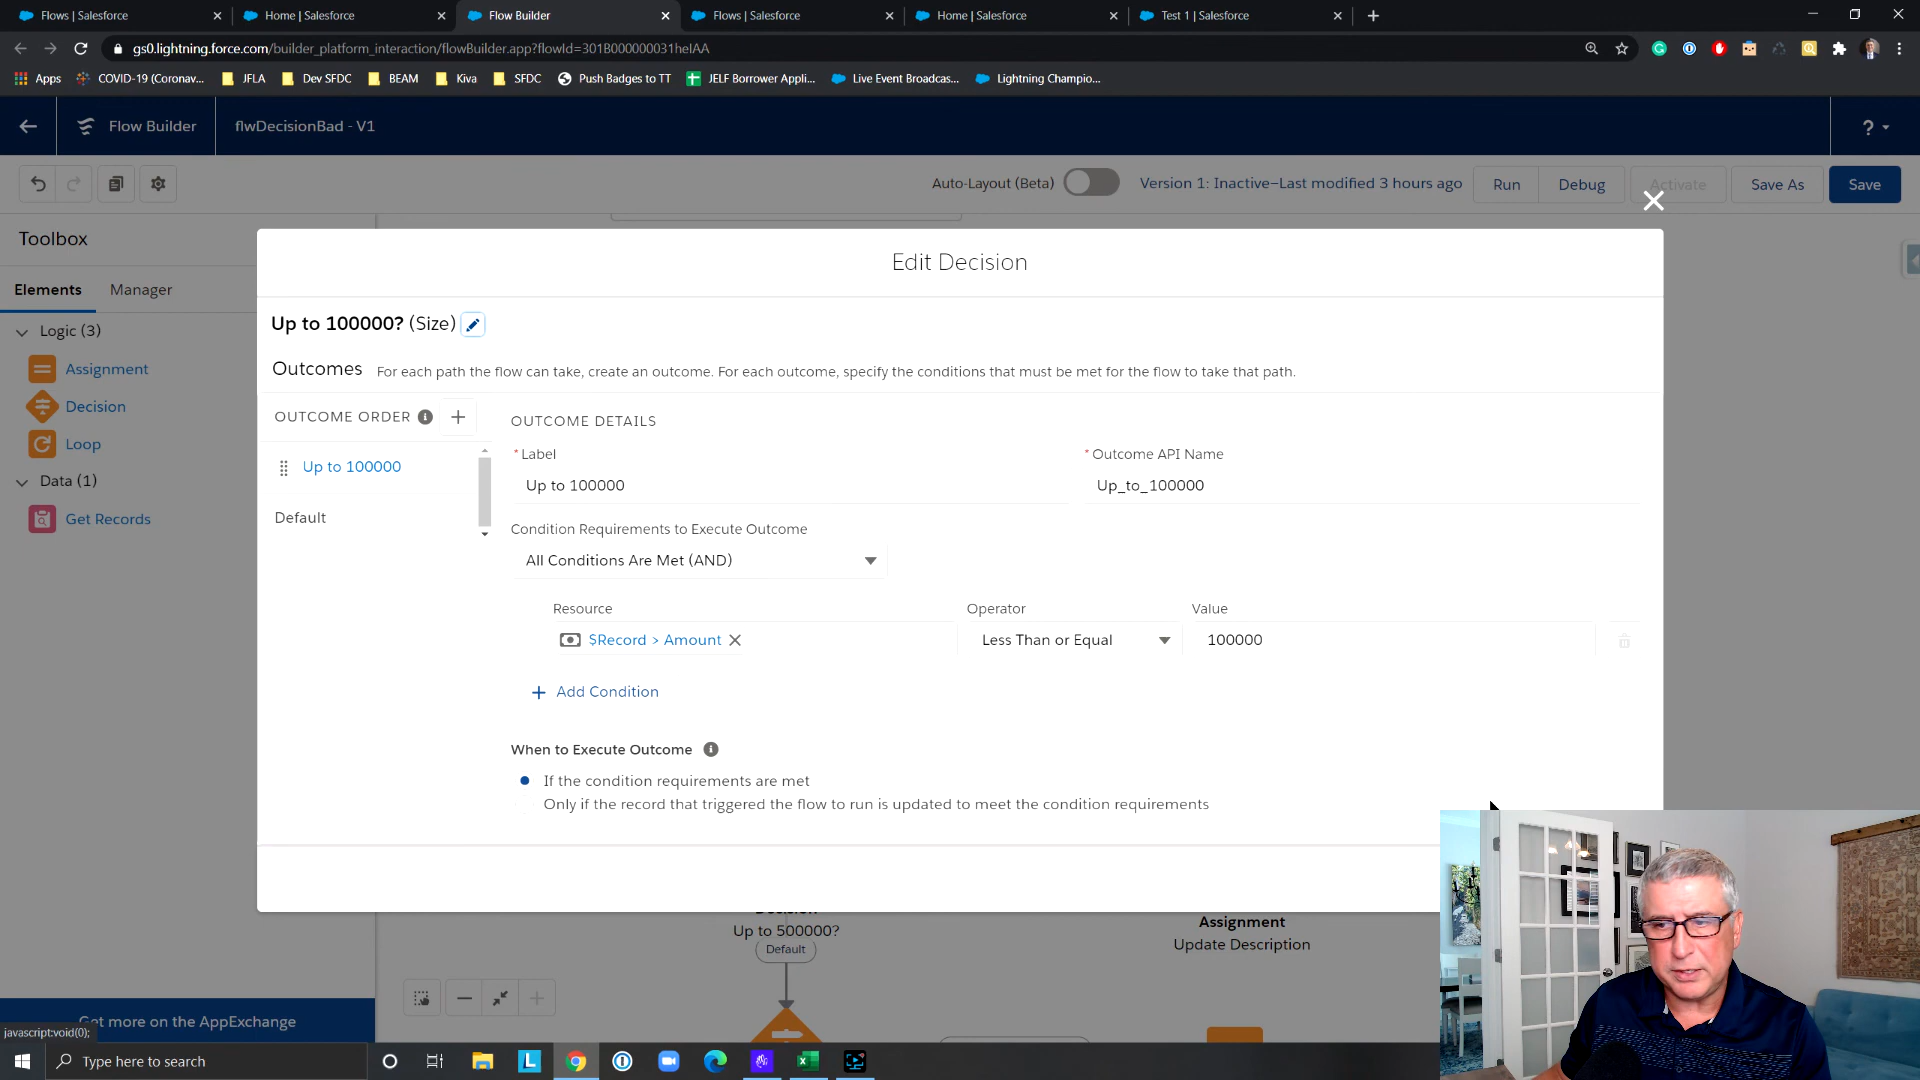 Flows | Salesforce
Home | Salesforce
Flow Builder
Flows | Salesforce
Home | Salesforce
Test 1 | Salesforce
gs0.lightning.force.com/builder_platform_interaction/flowBuilder.app?flowId=301B000000031heIAA
Apps
COVID-19 (Coronav...
JFLA
Dev SFDC
BEAM
Kiva
SFDC
Push Badges to TT
JELF Borrower Appli...
Live Event Broadcas...
Lightning Champio...
Flow Builder
flwDecisionBad - V1
?
Auto-Layout (Beta)
Version 1: Inactive—Last modified 3 hours ago
Run
Debug
Activate
Save As
Save
Toolbox
Elements
Manager
Logic (3)
Assignment
Decision
Loop
Data (1)
Get Records
Edit Decision
Up to 100000? (Size)
Outcomes For each path the flow can take, create an outcome. For each outcome, specify the conditions that must be met for the flow to take that path.
OUTCOME ORDER
Up to 100000
Default
OUTCOME DETAILS
* Label
Up to 100000
* Outcome API Name
Up_to_100000
Condition Requirements to Execute Outcome
All Conditions Are Met (AND)
Resource
$Record > Amount
Operator
Less Than or Equal
Value
100000
Add Condition
When to Execute Outcome
If the condition requirements are met
Only if the record that triggered the flow to run is updated to meet the condition requirements
Decision
Up to 500000?
Default
Assignment
Update Description
Get more on the AppExchange
javascript:void(0);
Type here to search